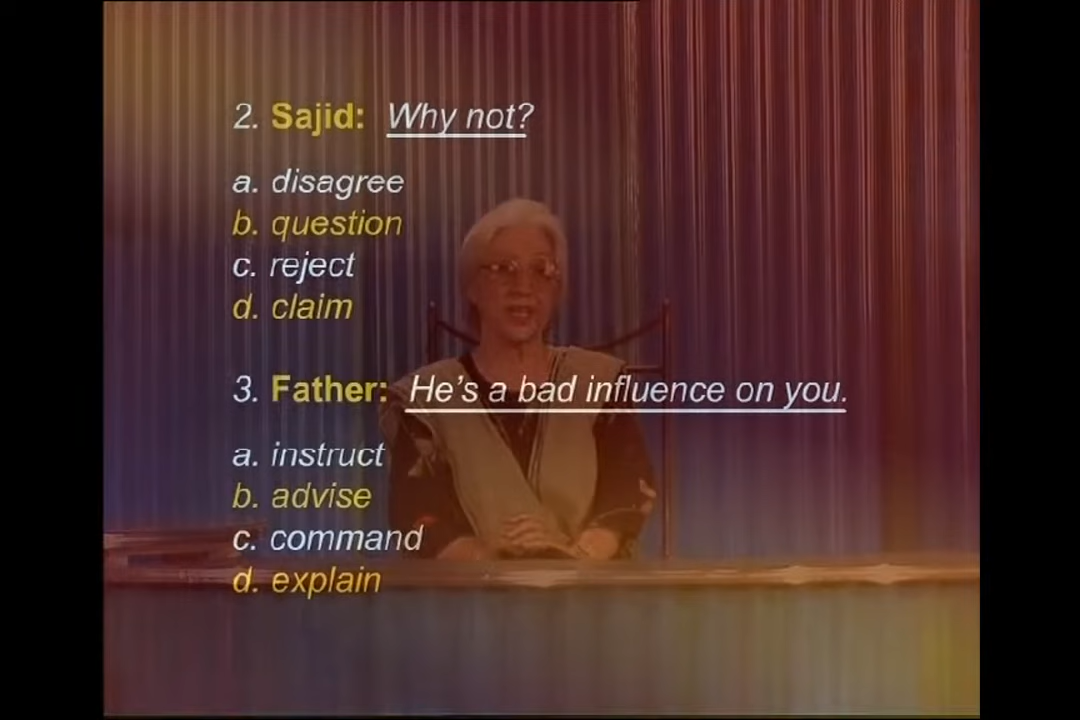 2. Sajid: Why not?
a. disagree
b. question
c. reject
d. claim
3. Father: He's a bad influence on you.
a. instruct
b. advise
c. command
d. explain